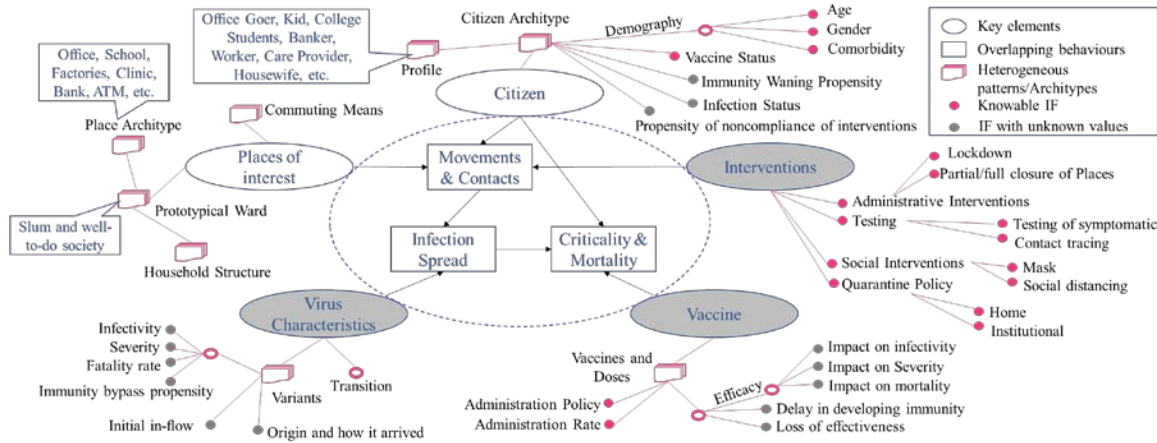 Office Goer, Kid, College
Students, Banker,
Worker, Care Provider,
Housewife, etc.
Profile
Citizen Architype
Demography
Age
Gender
Comorbidity
Vaccine Status
Immunity Waning Propensity
Infection Status
Propensity of noncompliance of interventions
Citizen
Key elements
Overlapping behaviours
Heterogeneous
patterns/Architypes
Knowable IF
IF with unknown values
Office, School,
Factories, Clinic,
Bank, ATM, etc.
Place Architype
Commuting Means
Places of
interest
Prototypical Ward
Slum and well-
to-do society
Household Structure
Movements
& Contacts
Infection
Spread
Criticality &
Mortality
Interventions
Lockdown
Partial/full closure of Places
Administrative Interventions
Testing
Testing of symptomatic
Contact tracing
Social Interventions
Mask
Social distancing
Quarantine Policy
Home
Institutional
Virus
Characteristics
Infectivity
Severity
Fatality rate
Immunity bypass propensity
Variants
Transition
Initial in-flow
Origin and how it arrived
Vaccine
Vaccines and
Doses
Administration Policy
Administration Rate
Efficacy
Impact on infectivity
Impact on Severity
Impact on mortality
Delay in developing immunity
Loss of effectiveness